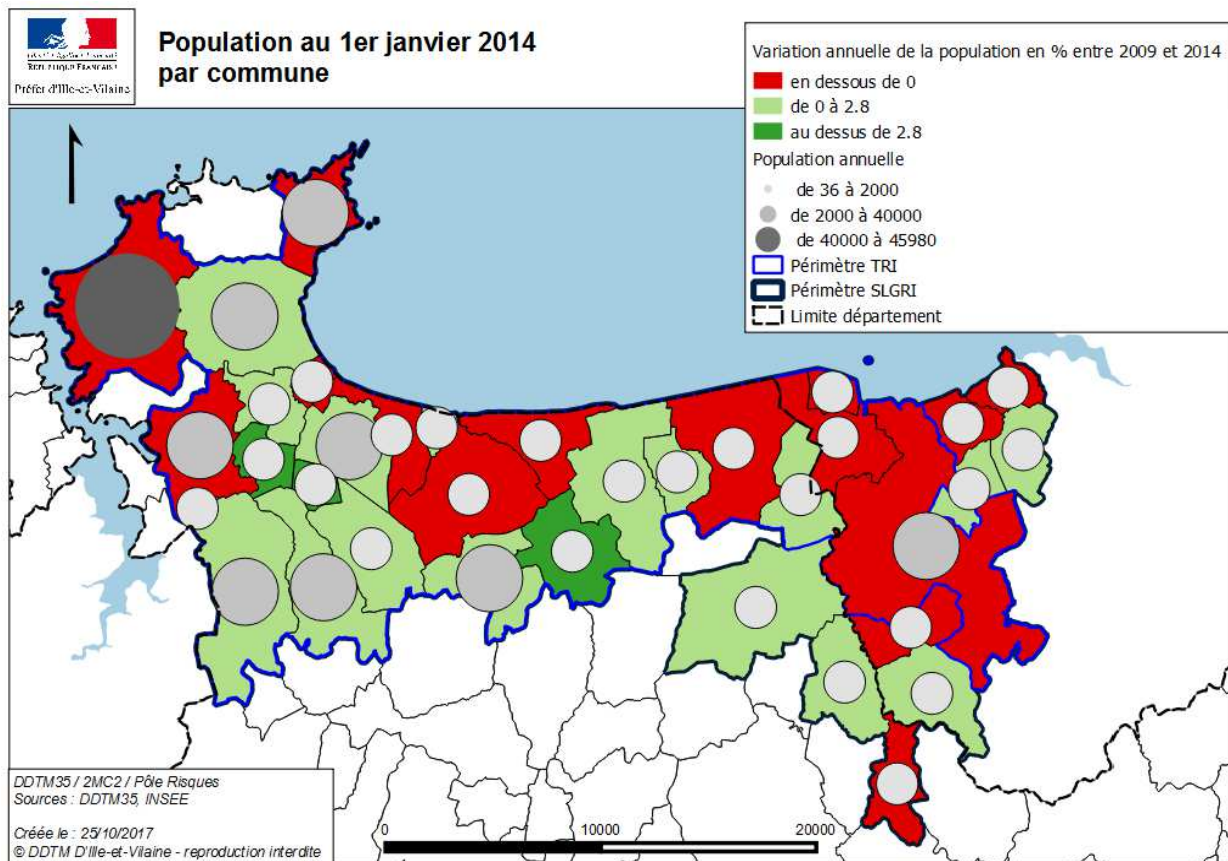 RÉPUBLIQUE FRANÇAISE
Préfet d'Ille-et-Vilaine
Population au 1er janvier 2014
par commune
Variation annuelle de la population en % entre 2009 et 2014
en dessous de 0
de 0 à 2.8
au dessus de 2.8
Population annuelle
de 36 à 2000
de 2000 à 40000
de 40000 à 45980
Périmètre TRI
Périmètre SLGRI
Limite département
DDTM35 / 2MC2 / Pôle Risques
Sources : DDTM35, INSEE
Créée le : 25/10/2017
© DDTM D'Ille-et-Vilaine - reproduction interdite
0 10000 20000